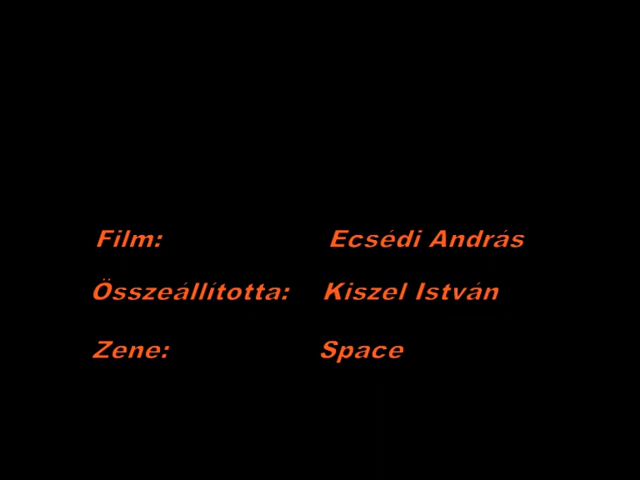 Film: Ecsédi András
Összeállította: Kiszel István
Zene: Space